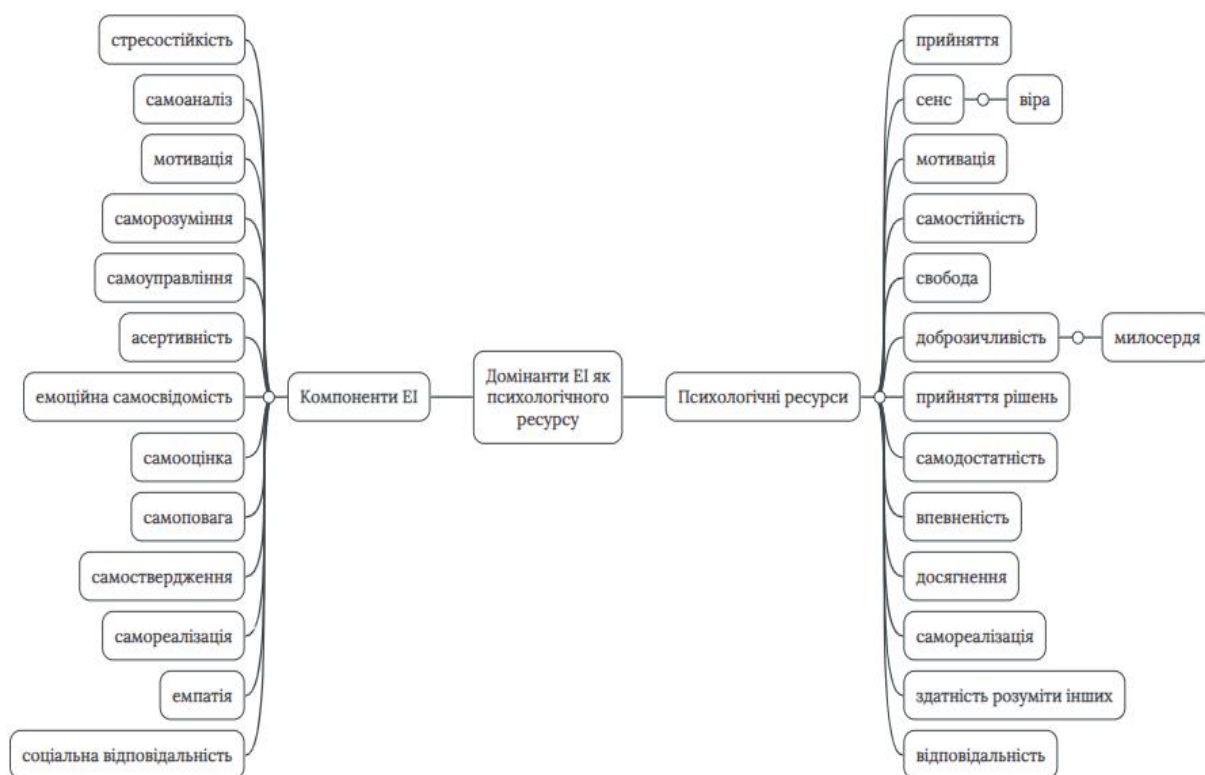 стресостійкість
самоаналіз
мотивація
саморозуміння
самоуправління
асертивність
емоційна самосвідомість
самооцінка
самоповага
самоствердження
самореалізація
емпатія
соціальна відповідальність
Компоненти ЕІ
Домінанти ЕІ як
психологічного
ресурсу
Психологічні ресурси
прийняття
сенс
віра
мотивація
самостійність
свобода
доброзичливість
милосердя
прийняття рішень
самодостатність
впевненість
досягнення
самореалізація
здатність розуміти інших
відповідальність